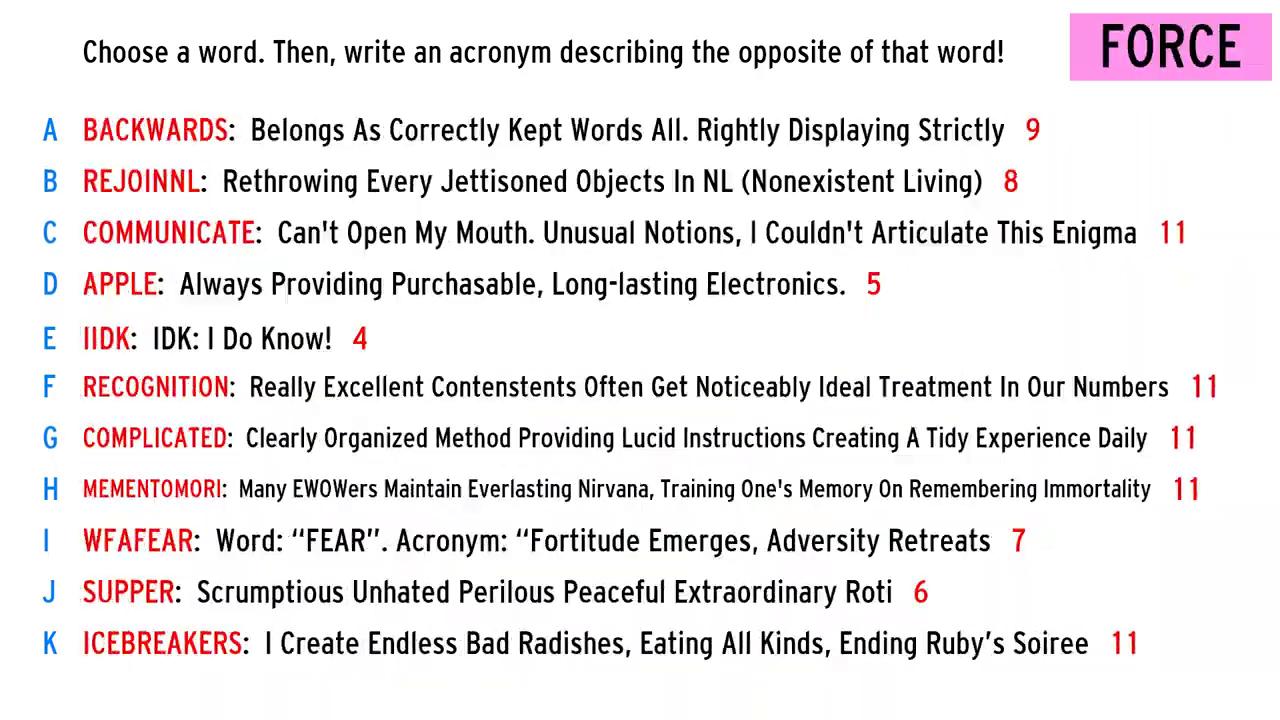 Choose a word. Then, write an acronym describing the opposite of that word!
FORCE
A BACKWARDS: Belongs As Correctly Kept Words All. Rightly Displaying Strictly 9
B REJOINNL: Rethrowing Every Jettisoned Objects In NL (Nonexistent Living) 8
C COMMUNICATE: Can't Open My Mouth. Unusual Notions, I Couldn't Articulate This Enigma 11
D APPLE: Always Providing Purchasable, Long-lasting Electronics. 5
E IIDK: IDK: I Do Know! 4
F RECOGNITION: Really Excellent Contenstents Often Get Noticeably Ideal Treatment In Our Numbers 11
G COMPLICATED: Clearly Organized Method Providing Lucid Instructions Creating A Tidy Experience Daily 11
H MEMENTOMORI: Many EWOWers Maintain Everlasting Nirvana, Training One's Memory On Remembering Immortality 11
I WFAFEAR: Word: “FEAR”. Acronym: “Fortitude Emerges, Adversity Retreats 7
J SUPPER: Scrumptious Unhated Perilous Peaceful Extraordinary Roti 6
K ICEBREAKERS: I Create Endless Bad Radishes, Eating All Kinds, Ending Ruby’s Soiree 11